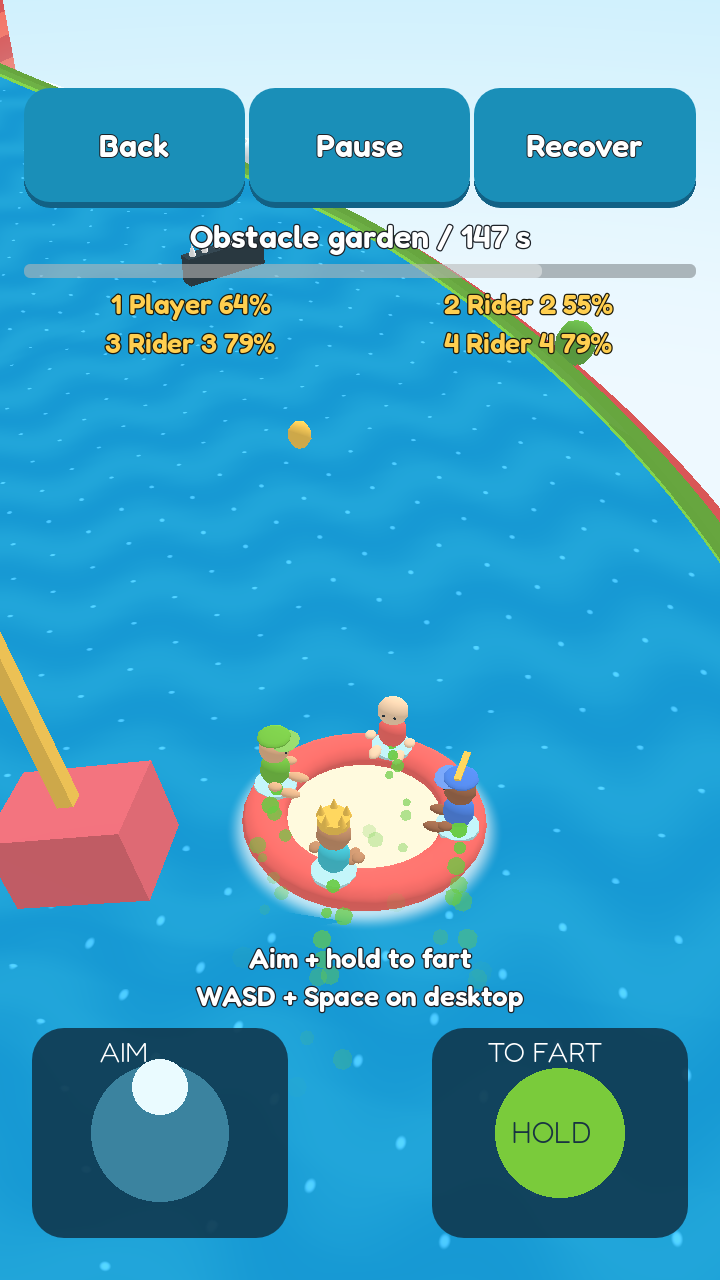 Back
Pause
Recover
Obstacle garden / 147 s
1 Player 64%
2 Rider 2 55%
3 Rider 3 79%
4 Rider 4 79%
Aim + hold to fart
WASD + Space on desktop
AIM
TO FART
HOLD